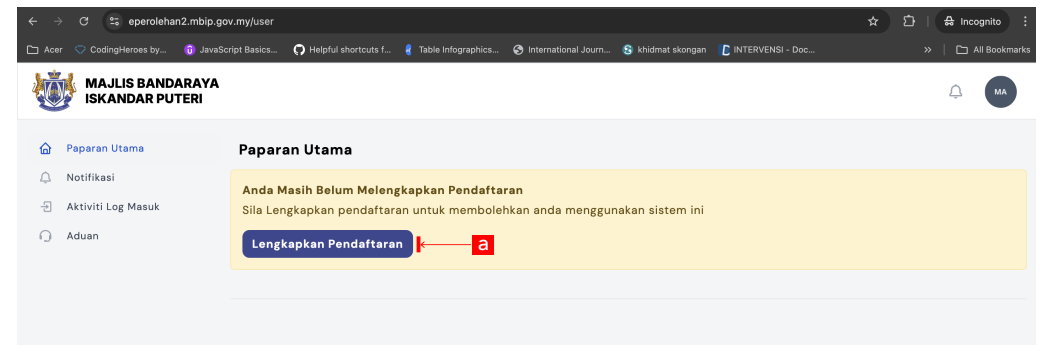 eperolehan2.mbip.gov.my/user
Incognito
Acer
CodingHeroes by...
JavaScript Basics...
Helpful shortcuts f...
Table Infographics...
International Journ...
khidmat skongan
INTERVENSI - Doc...
»
All Bookmarks
MAJLIS BANDARAYA
ISKANDAR PUTERI
MA
Paparan Utama
Notifikasi
Aktiviti Log Masuk
Aduan
Paparan Utama
Anda Masih Belum Melengkapkan Pendaftaran
Sila Lengkapkan pendaftaran untuk membolehkan anda menggunakan sistem ini
Lengkapkan Pendaftaran
a